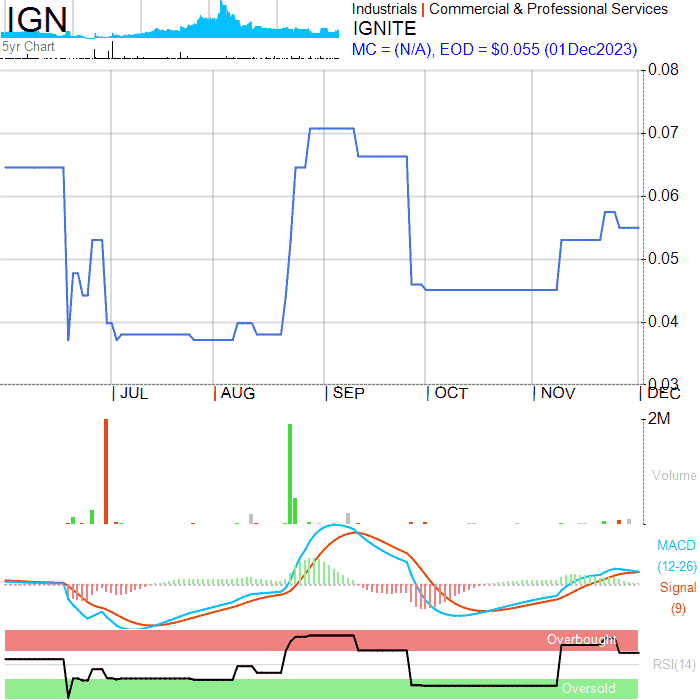 IGN
Industrials | Commercial & Professional Services
IGNITE
5yr Chart
MC = (N/A), EOD = $0.055 (01Dec2023)
0.08
0.07
0.06
0.05
0.04
0.03
JUL AUG SEP OCT NOV DEC
2M
Volume
MACD
(12-26)
Signal
(9)
Overbought
RSI(14)
Oversold